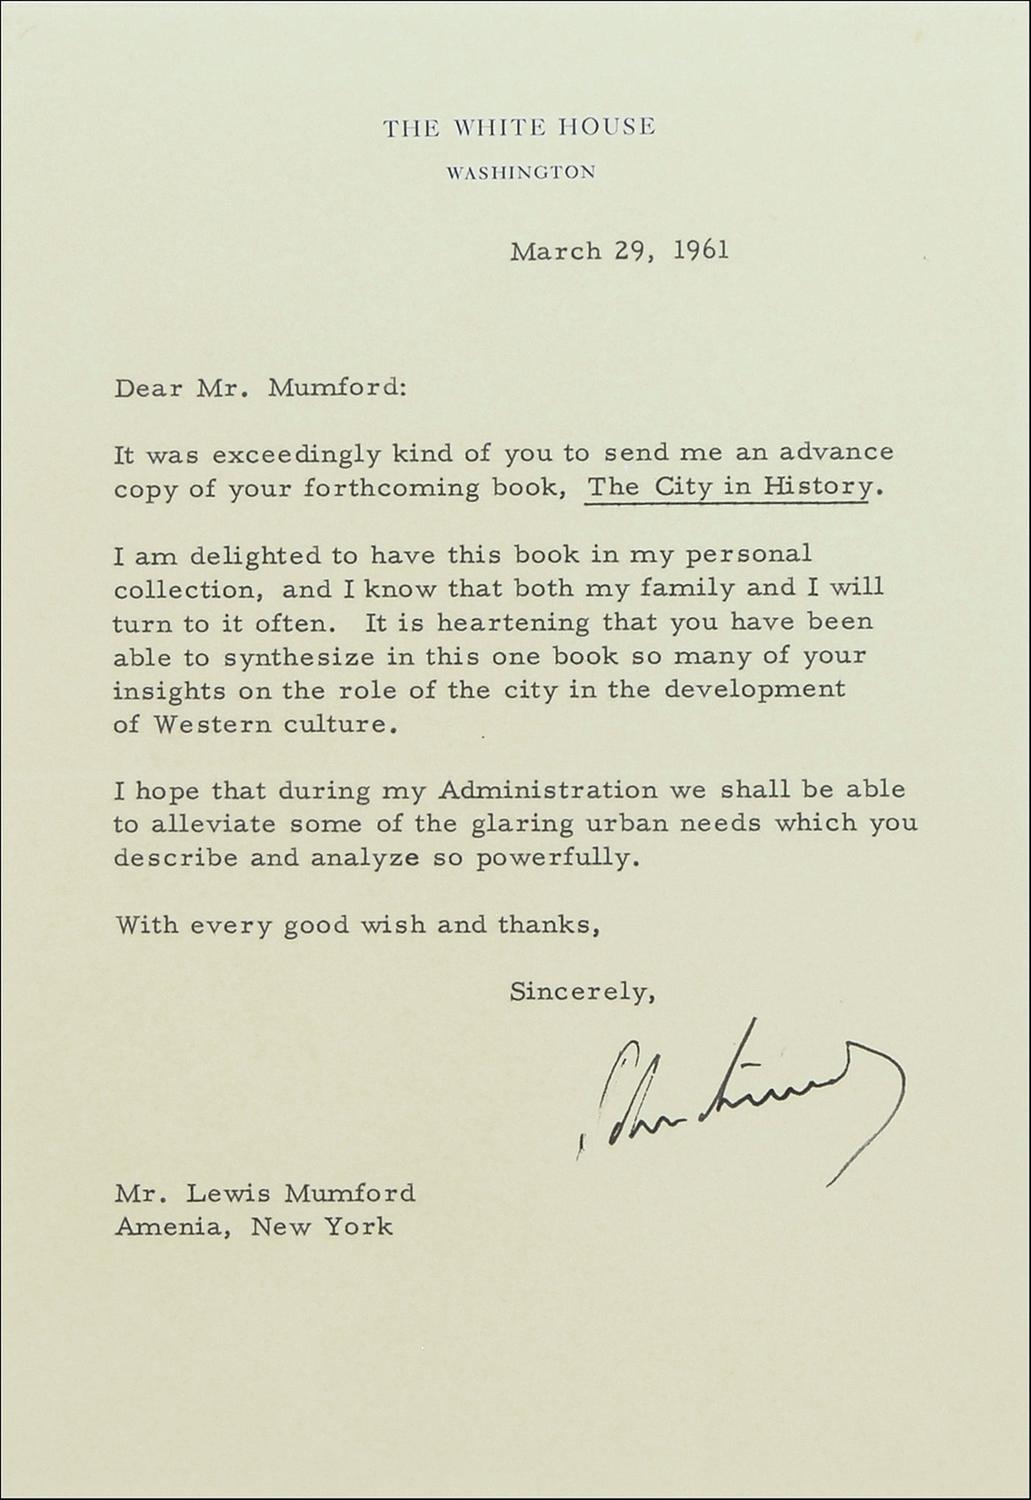 THE WHITE HOUSE
WASHINGTON
March 29, 1961
Dear Mr. Mumford:
It was exceedingly kind of you to send me an advance
copy of your forthcoming book, The City in History.
I am delighted to have this book in my personal
collection, and I know that both my family and I will
turn to it often. It is heartening that you have been
able to synthesize in this one book so many of your
insights on the role of the city in the development
of Western culture.
I hope that during my Administration we shall be able
to alleviate some of the glaring urban needs which you
describe and analyze so powerfully.
With every good wish and thanks,
Sincerely,
Mr. Lewis Mumford
Amenia, New York